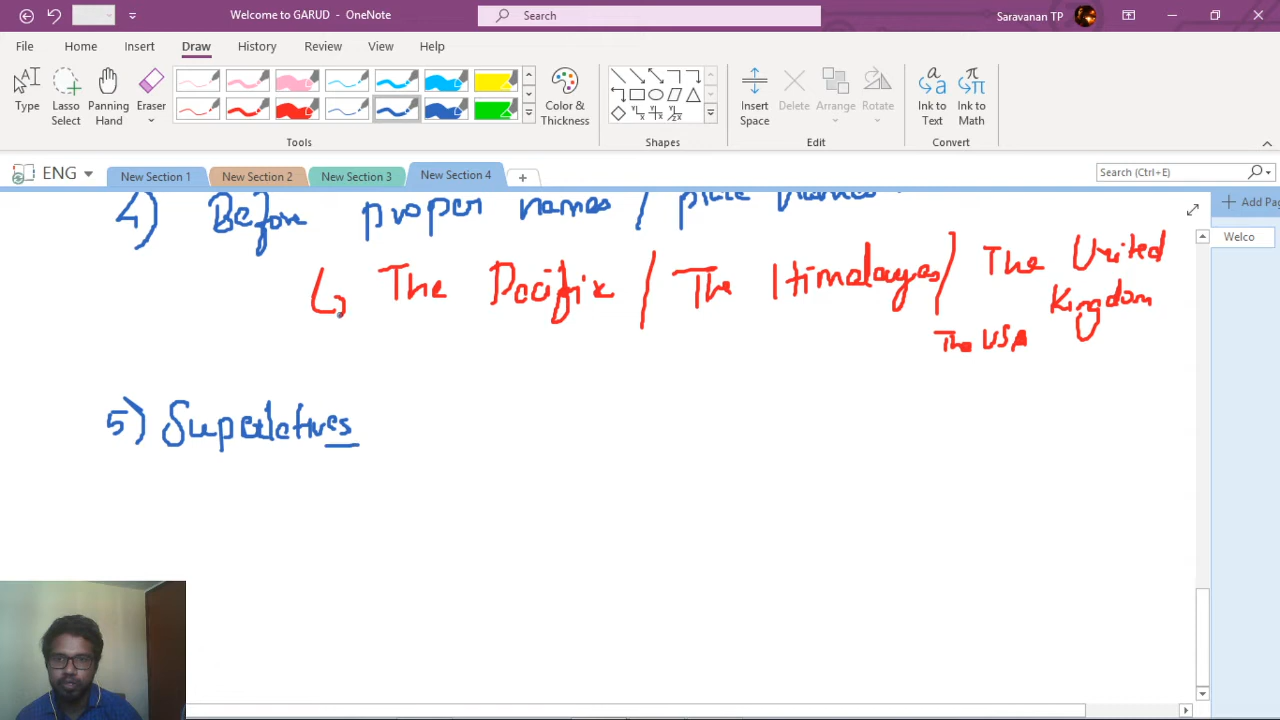 Welcome to GARUD - OneNote
Search
Saravanan TP
File Home Insert Draw History Review View Help
Type Lasso Select Panning Hand Eraser Color & Thickness Insert Space Delete Arrange Rotate Ink to Text Ink to Math
Tools Shapes Edit Convert
ENG New Section 1 New Section 2 New Section 3 New Section 4 Search (Ctrl+E)
Add Pag
Welco
4) Before proper names / place names
The Pacific / The Himalayas / The United
Kingdom
The USA
5) Superlatives